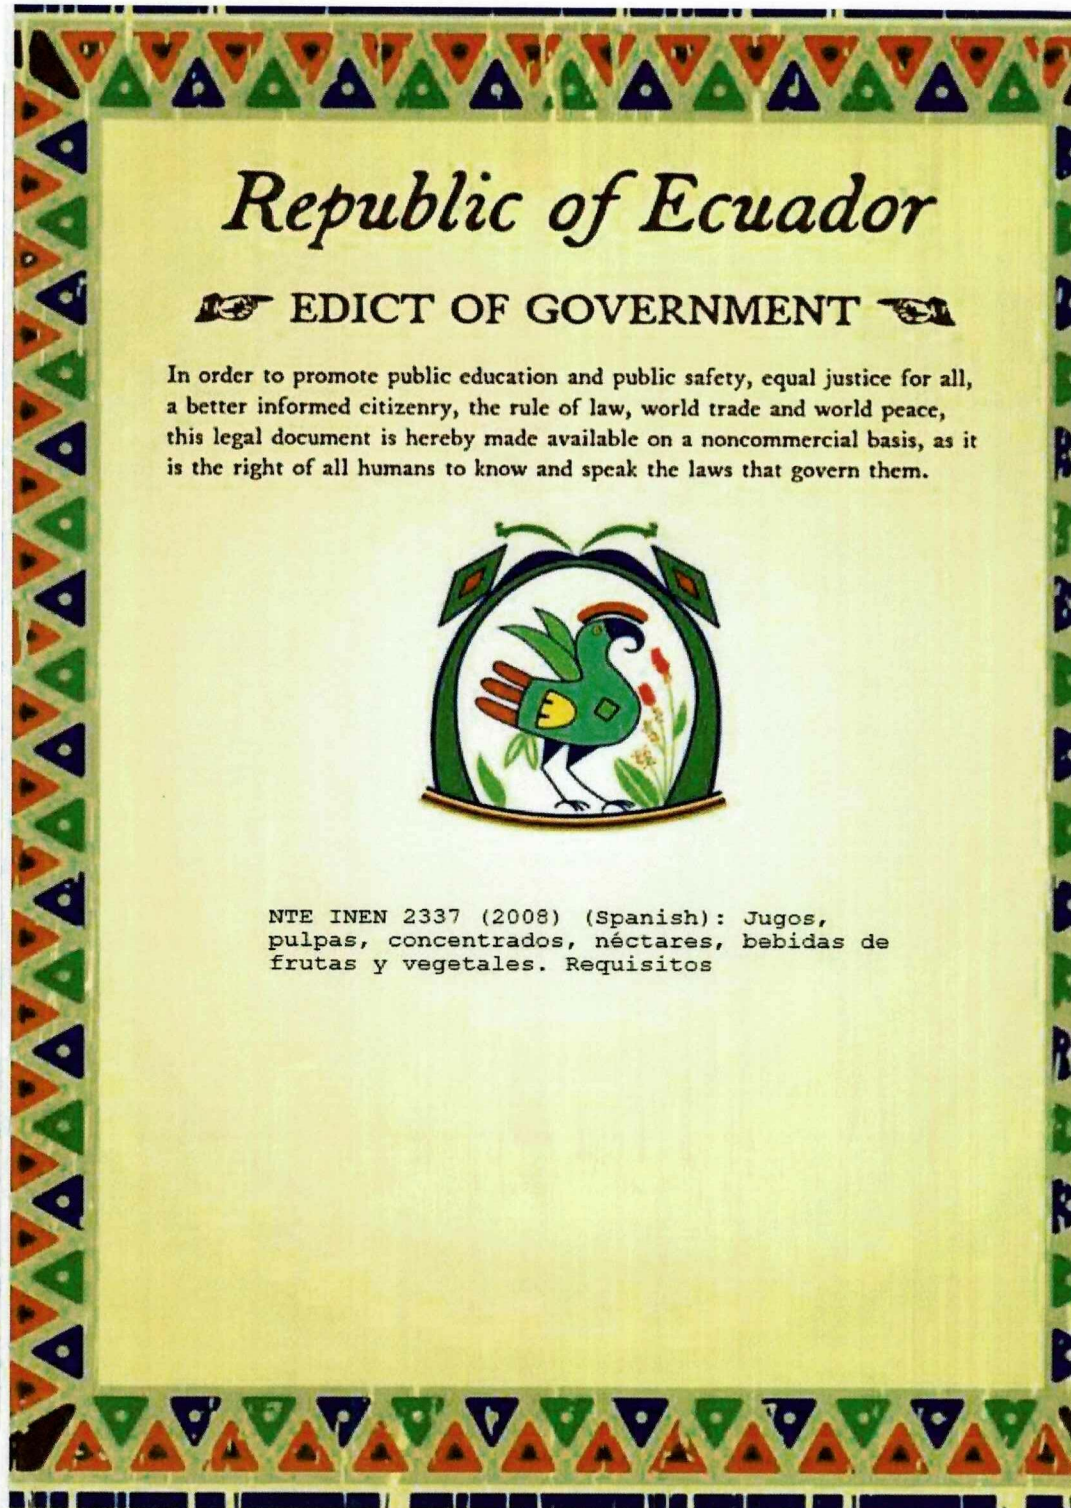 Republic of Ecuador
EDICT OF GOVERNMENT
In order to promote public education and public safety, equal justice for all,
a better informed citizenry, the rule of law, world trade and world peace,
this legal document is hereby made available on a noncommercial basis, as it
is the right of all humans to know and speak the laws that govern them.
NTE INEN 2337 (2008) (Spanish): Jugos,
pulpas, concentrados, néctares, bebidas de
frutas y vegetales. Requisitos